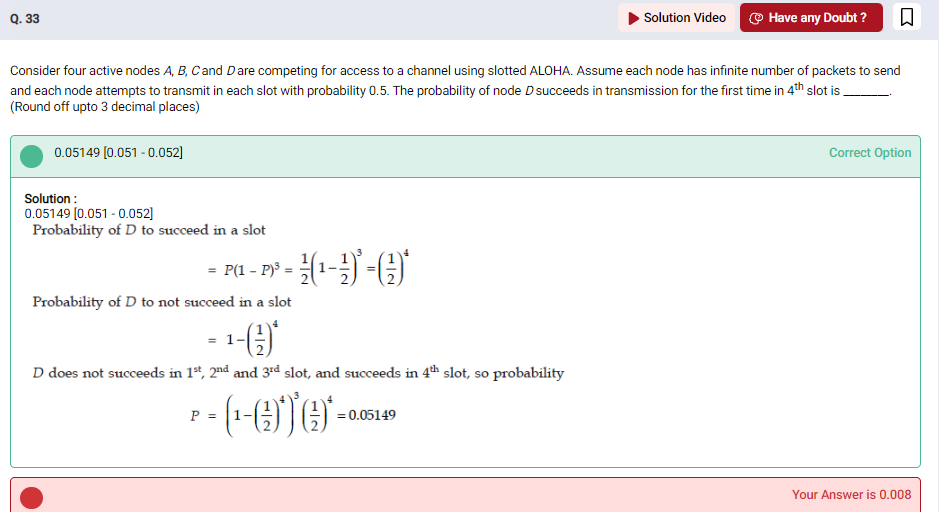 Q. 33
Solution Video
Have any Doubt ?
Consider four active nodes A, B, C and D are competing for access to a channel using slotted ALOHA. Assume each node has infinite number of packets to send
and each node attempts to transmit in each slot with probability 0.5. The probability of node D succeeds in transmission for the first time in 4th slot is ________.
(Round off upto 3 decimal places)
0.05149 [0.051 - 0.052]
Correct Option
Solution :
0.05149 [0.051 - 0.052]
Probability of D to succeed in a slot
= P(1 – P)³ = 1/2(1 – 1/2)³ = (1/2)⁴
Probability of D to not succeed in a slot
= 1 – (1/2)⁴
D does not succeeds in 1st, 2nd and 3rd slot, and succeeds in 4th slot, so probability
P = (1 – (1/2)⁴)³ (1/2)⁴ = 0.05149
Your Answer is 0.008